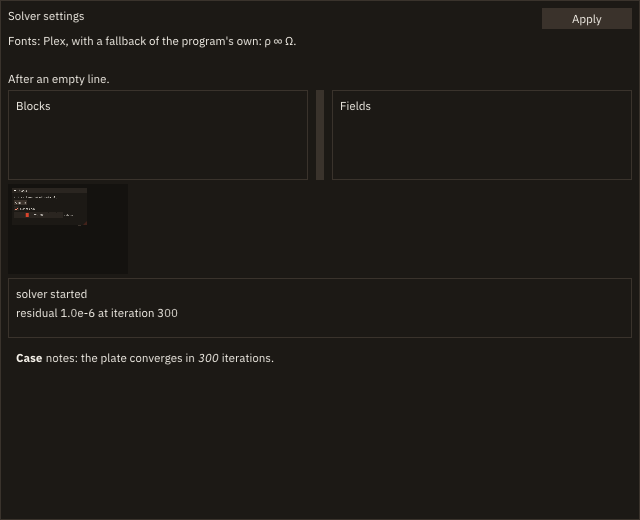 Solver settings
Apply
Fonts: Plex, with a fallback of the program's own: ρ ∞ Ω.
After an empty line.
Blocks
Fields
solver started
residual 1.0e-6 at iteration 300
Case notes: the plate converges in 300 iterations.